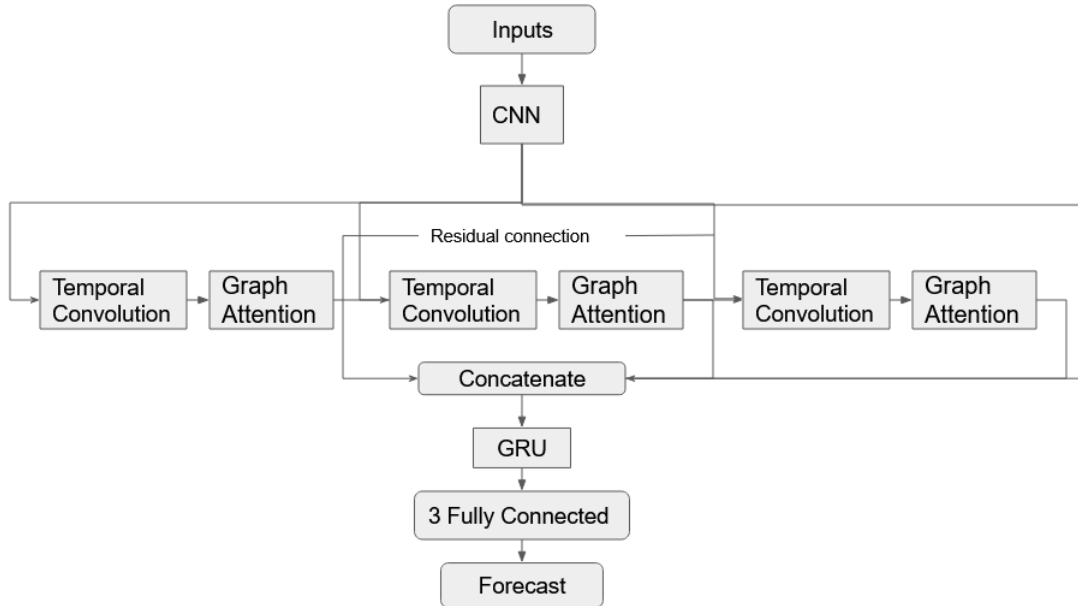 Inputs
CNN
Residual connection
Temporal
Convolution
Graph
Attention
Temporal
Convolution
Graph
Attention
Temporal
Convolution
Graph
Attention
Concatenate
GRU
3 Fully Connected
Forecast